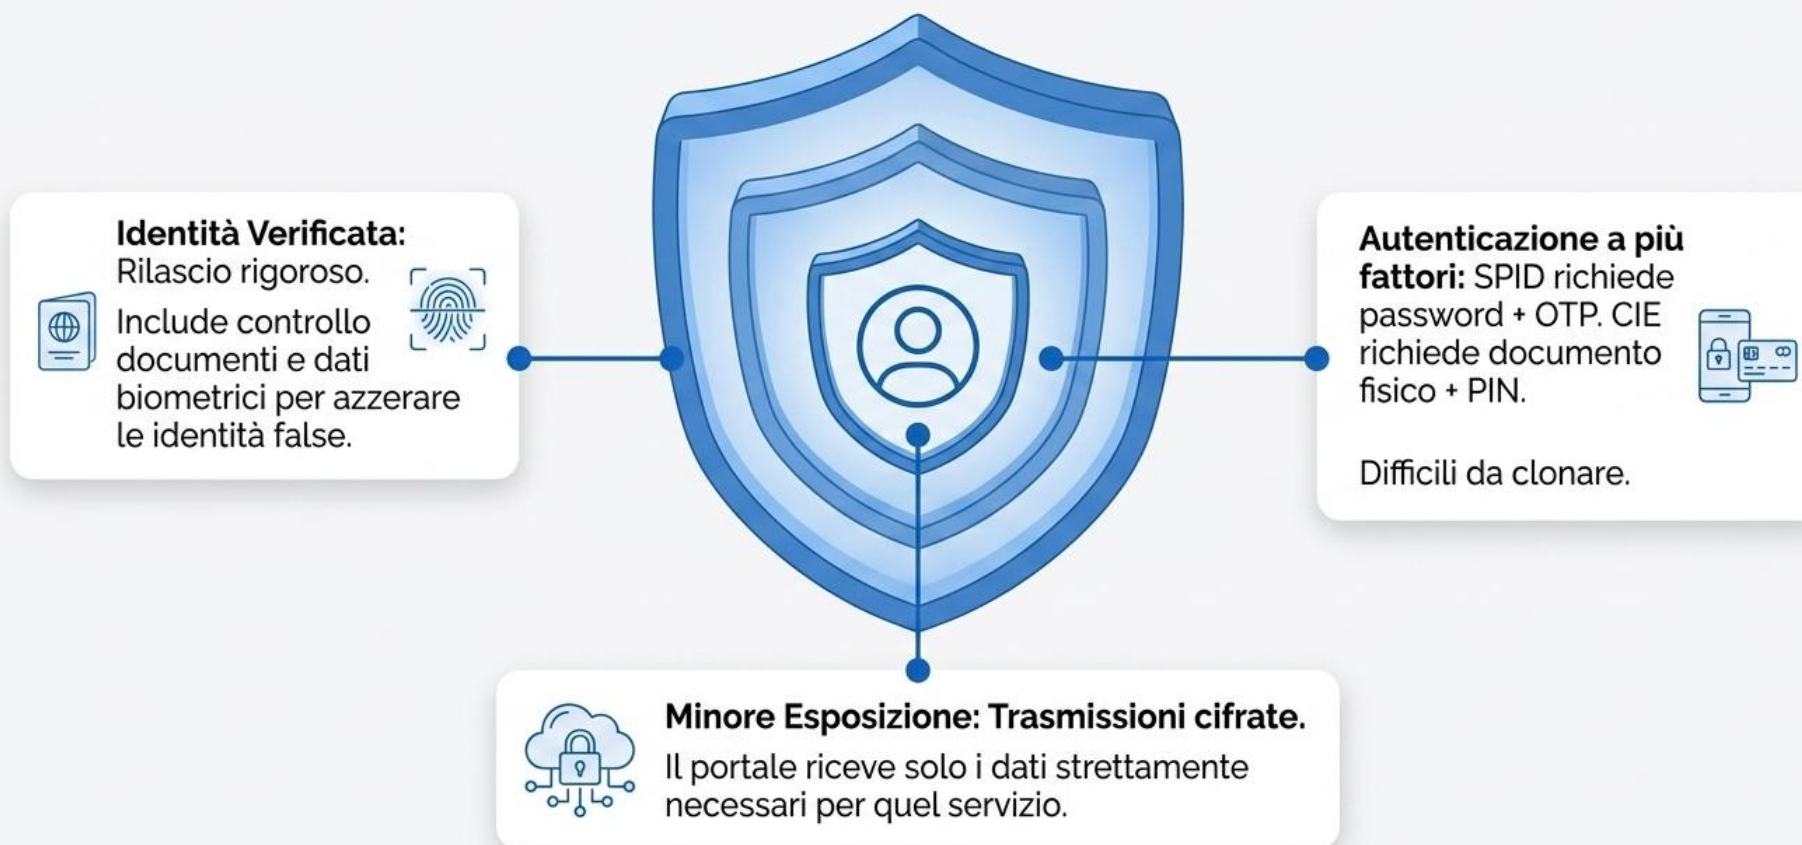 Identità Verificata:
Rilascio rigoroso.
Include controllo
documenti e dati
biometrici per azzerare
le identità false.
Autenticazione a più
fattori: SPID richiede
password + OTP. CIE
richiede documento
fisico + PIN.
Difficili da clonare.
Minore Esposizione: Trasmissioni cifrate.
Il portale riceve solo i dati strettamente
necessari per quel servizio.